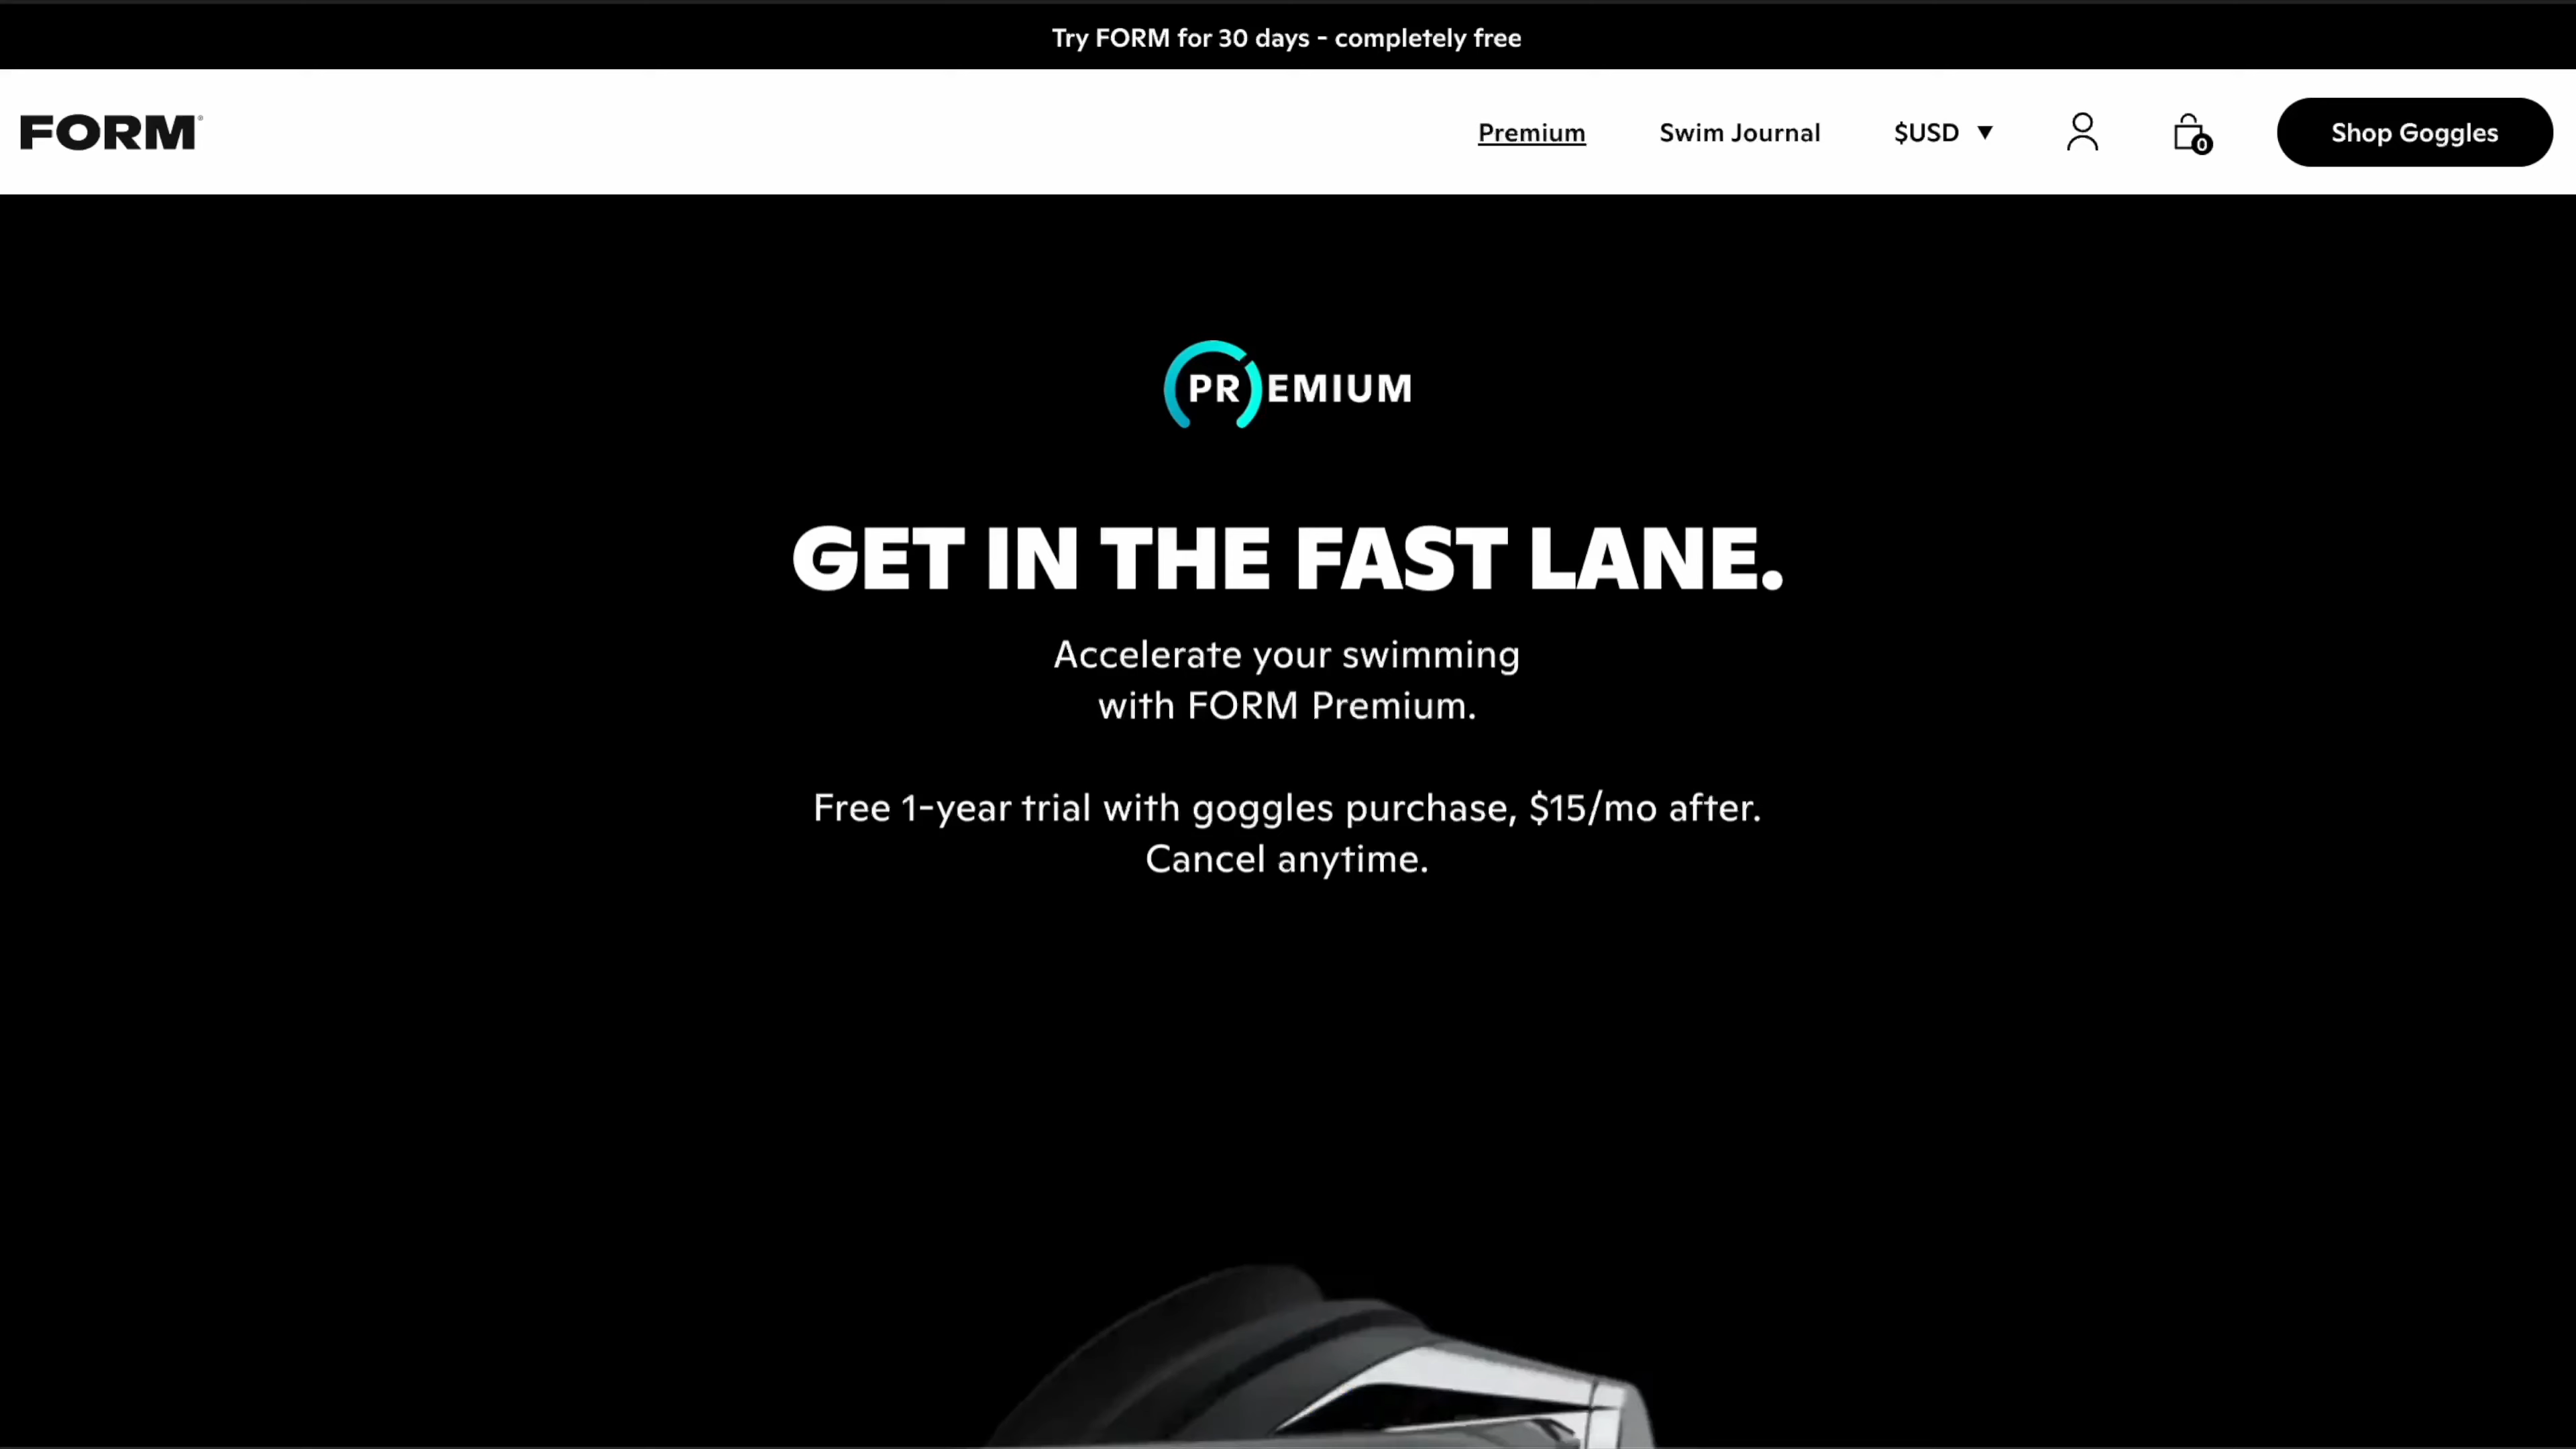 Try FORM for 30 days - completely free
FORM®
Premium
Swim Journal
$USD ▼
0
Shop Goggles
PREMIUM
GET IN THE FAST LANE.
Accelerate your swimming
with FORM Premium.
Free 1-year trial with goggles purchase, $15/mo after.
Cancel anytime.